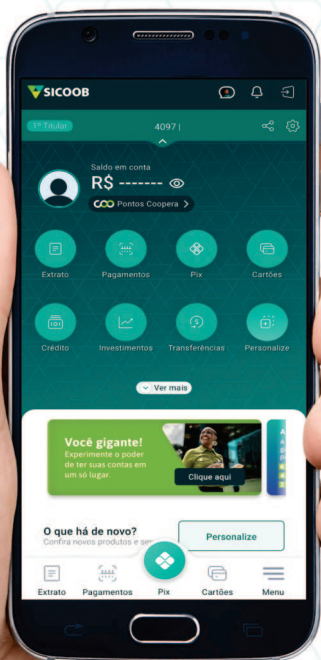 SICOOB
1º Titular
4097 |
Saldo em conta
R$ -------
Pontos Coopera >
Extrato
Pagamentos
Pix
Cartões
Crédito
Investimentos
Transferências
Personalize
Ver mais
Você gigante!
Experimente o poder
de ter suas contas em
um só lugar.
Clique aqui
O que há de novo?
Confira novos produtos e
Personalize
Extrato
Pagamentos
Pix
Cartões
Menu